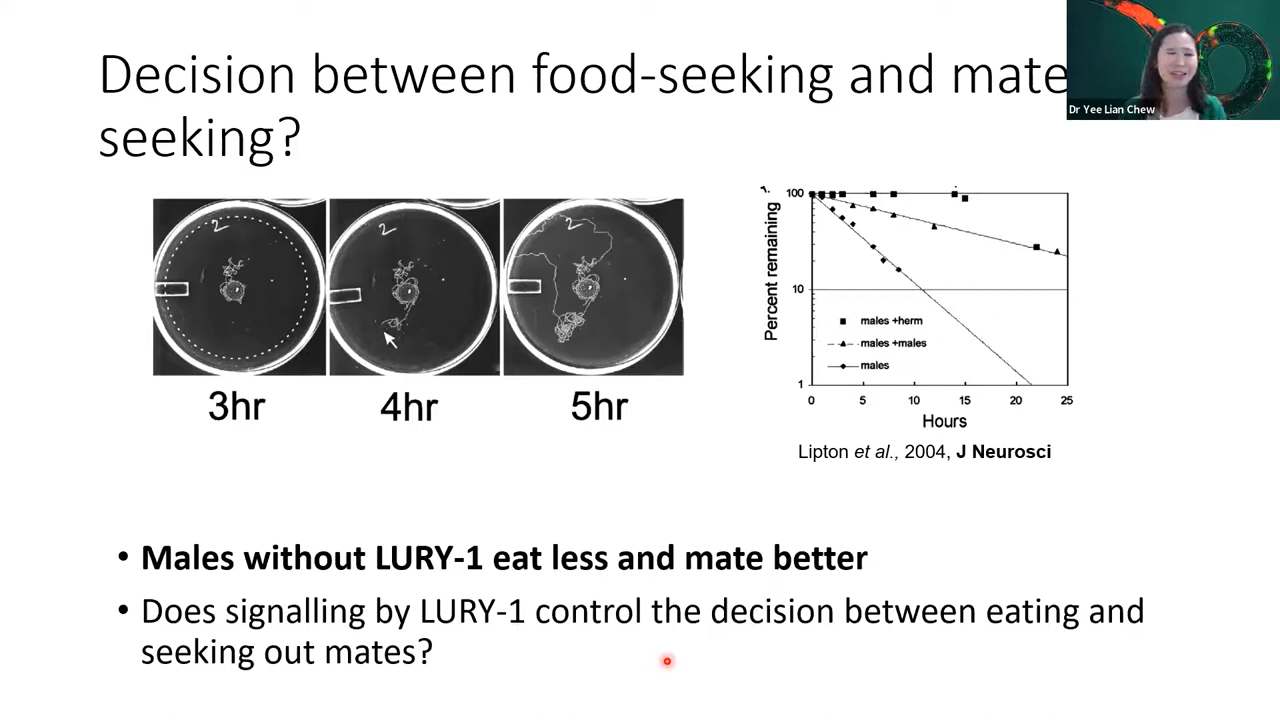 Decision between food-seeking and mate
seeking?
Dr Yee Lian Chew
2
2
2
3hr
4hr
5hr
Percent remaining
100
10
1
males +herm
males +males
males
0
5
10
15
20
25
Hours
Lipton et al., 2004, J Neurosci
• Males without LURY-1 eat less and mate better
• Does signalling by LURY-1 control the decision between eating and
seeking out mates?